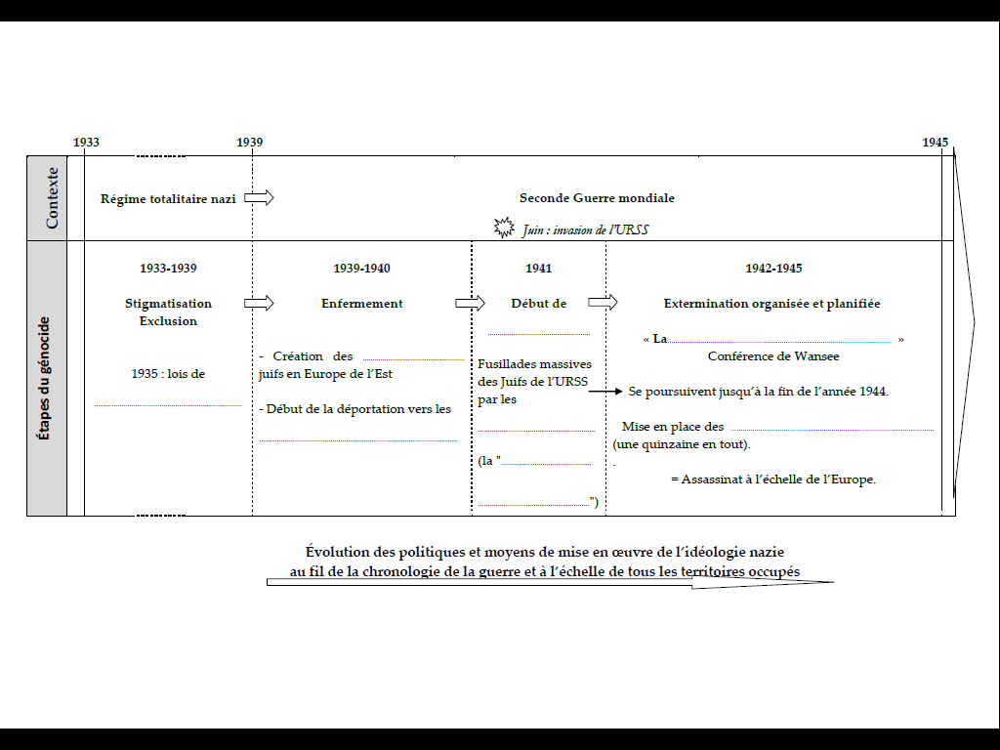 1933
1939
1945
Contexte
Régime totalitaire nazi
Seconde Guerre mondiale
Juin : invasion de l'URSS
Étapes du génocide
1933-1939
Stigmatisation
Exclusion
1935 : lois de
1939-1940
Enfermement
- Création des
juifs en Europe de l'Est
- Début de la déportation vers les
1941
Début de
Fusillades massives
des Juifs de l'URSS
par les
(la "
")
1942-1945
Extermination organisée et planifiée
« La »
Conférence de Wansee
Se poursuivent jusqu'à la fin de l'année 1944.
Mise en place des
(une quinzaine en tout).
.
= Assassinat à l'échelle de l'Europe.
Évolution des politiques et moyens de mise en œuvre de l'idéologie nazie
au fil de la chronologie de la guerre et à l'échelle de tous les territoires occupés